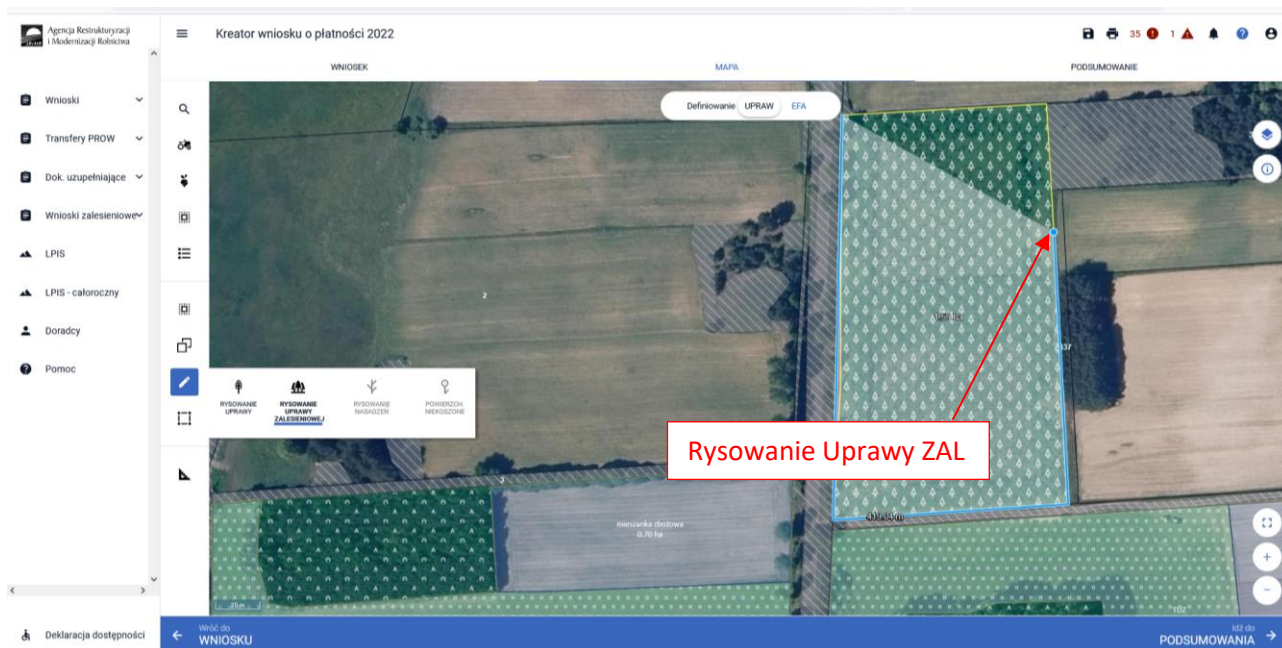 Agencja Restrukturyzacji
i Modernizacji Rolnictwa
Kreator wniosku o płatności 2022
35
1
WNIOSEK
MAPA
PODSUMOWANIE
Wnioski
Transfery PROW
Dok. uzupełniające
Wnioski zalesieniowe
LPIS
LPIS - całoroczny
Doradcy
Pomoc
Definiowanie UPRAW EFA
2
437
RYSOWANIE
UPRAWY
RYSOWANIE
UPRAWY
ZALESIENIOWEJ
RYSOWANIE
NASADZEŃ
POWIERZCH.
NIEKOSZONE
Rysowanie Uprawy ZAL
3
mieszanka zbożowa
0.70 ha
TUZ
Deklaracja dostępności
Wróć do
WNIOSKU
Idź do
PODSUMOWANIA